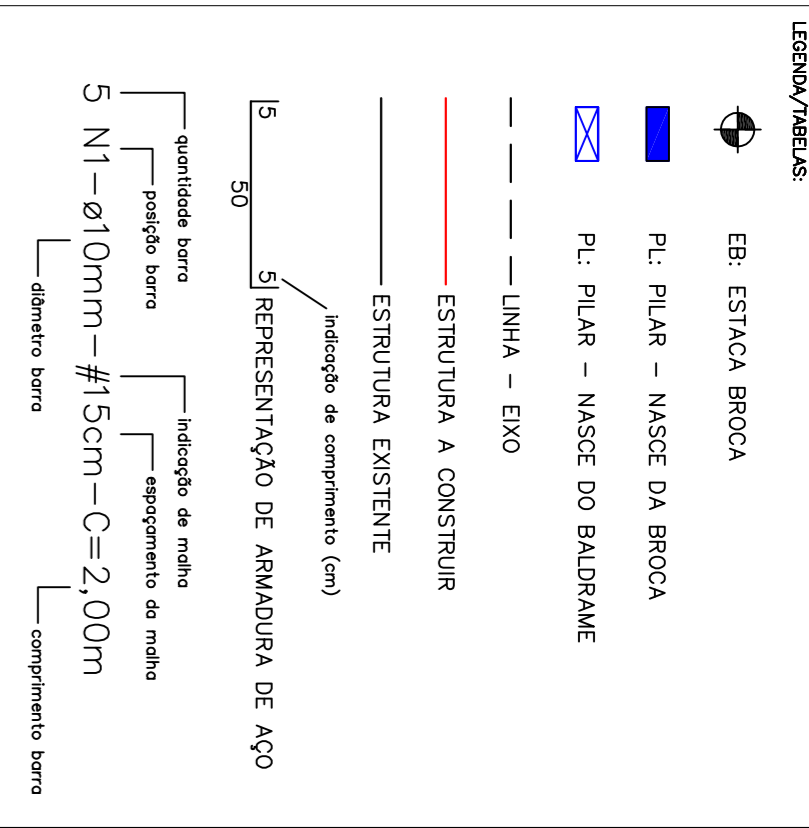 LEGENDA/TABELAS:
EB: ESTACA BROCA
PL: PILAR – NASCE DA BROCA
PL: PILAR – NASCE DO BALDRAME
LINHA – EIXO
ESTRUTURA A CONSTRUIR
ESTRUTURA EXISTENTE
indicação de comprimento (cm)
5 5
50
REPRESENTAÇÃO DE ARMADURA DE AÇO
quantidade barra
posição barra
indicação de malha
espaçamento da malha
5 N1–ø10mm–#15cm–C=2,00m
diâmetro barra
comprimento barra